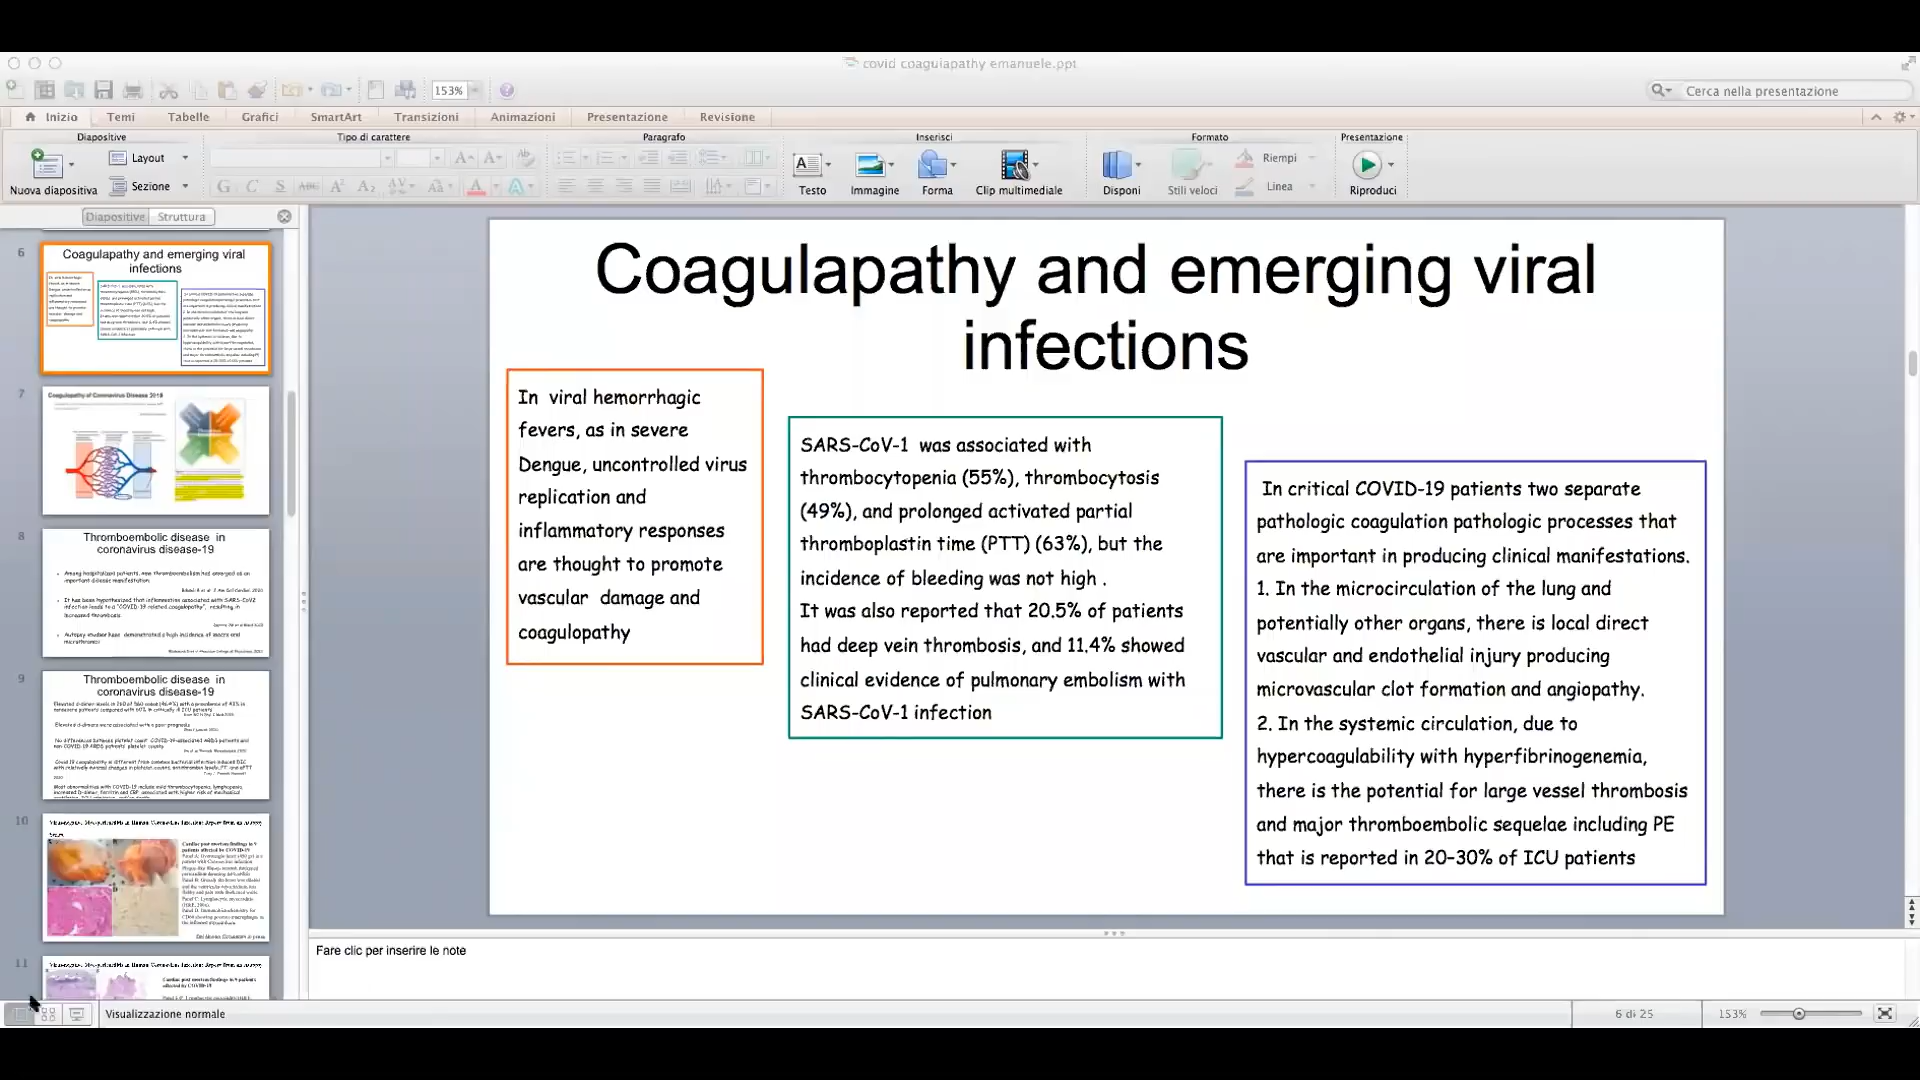 covid coagulapathy emanuele.ppt
153%
Cerca nella presentazione
Inizio
Temi
Tabelle
Grafici
SmartArt
Transizioni
Animazioni
Presentazione
Revisione
Diapositive
Tipo di carattere
Paragrafo
Inserisci
Formato
Presentazione
Nuova diapositiva
Layout
Sezione
Testo
Immagine
Forma
Clip multimediale
Disponi
Stili veloci
Riempi
Linea
Riproduci
Diapositive
Struttura
6
Coagulapathy and emerging viral
infections
7
Coagulopathy of Coronavirus Disease 2019
8
Thromboembolic disease in
coronavirus disease-19
9
Thromboembolic disease in
coronavirus disease-19
10
11
Coagulapathy and emerging viral
infections
In viral hemorrhagic
fevers, as in severe
Dengue, uncontrolled virus
replication and
inflammatory responses
are thought to promote
vascular damage and
coagulopathy
SARS-CoV-1 was associated with
thrombocytopenia (55%), thrombocytosis
(49%), and prolonged activated partial
thromboplastin time (PTT) (63%), but the
incidence of bleeding was not high .
It was also reported that 20.5% of patients
had deep vein thrombosis, and 11.4% showed
clinical evidence of pulmonary embolism with
SARS-CoV-1 infection
In critical COVID-19 patients two separate
pathologic coagulation pathologic processes that
are important in producing clinical manifestations.
1. In the microcirculation of the lung and
potentially other organs, there is local direct
vascular and endothelial injury producing
microvascular clot formation and angiopathy.
2. In the systemic circulation, due to
hypercoagulability with hyperfibrinogenemia,
there is the potential for large vessel thrombosis
and major thromboembolic sequelae including PE
that is reported in 20-30% of ICU patients
Fare clic per inserire le note
Visualizzazione normale
6 di 25
153%